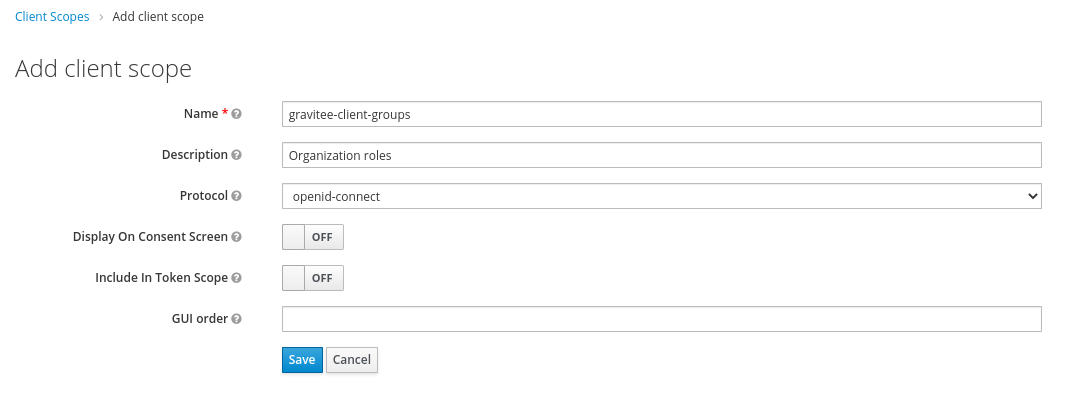 Client Scopes > Add client scope
Add client scope
Name * ?
gravitee-client-groups
Description ?
Organization roles
Protocol ?
openid-connect
Display On Consent Screen ?
OFF
Include In Token Scope ?
OFF
GUI order ?
Save Cancel